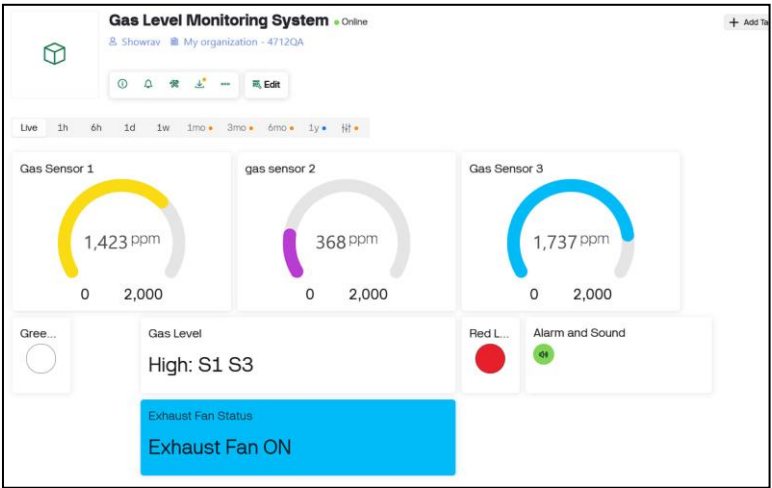 Gas Level Monitoring System • Online
+ Add Ta
Showrav My organization - 4712QA
Edit
Live 1h 6h 1d 1w 1mo • 3mo • 6mo • 1y • •
Gas Sensor 1 gas sensor 2 Gas Sensor 3
1,423 ppm 368 ppm 1,737 ppm
0 2,000 0 2,000 0 2,000
Gree... Gas Level Red L... Alarm and Sound
High: S1 S3
Exhaust Fan Status
Exhaust Fan ON